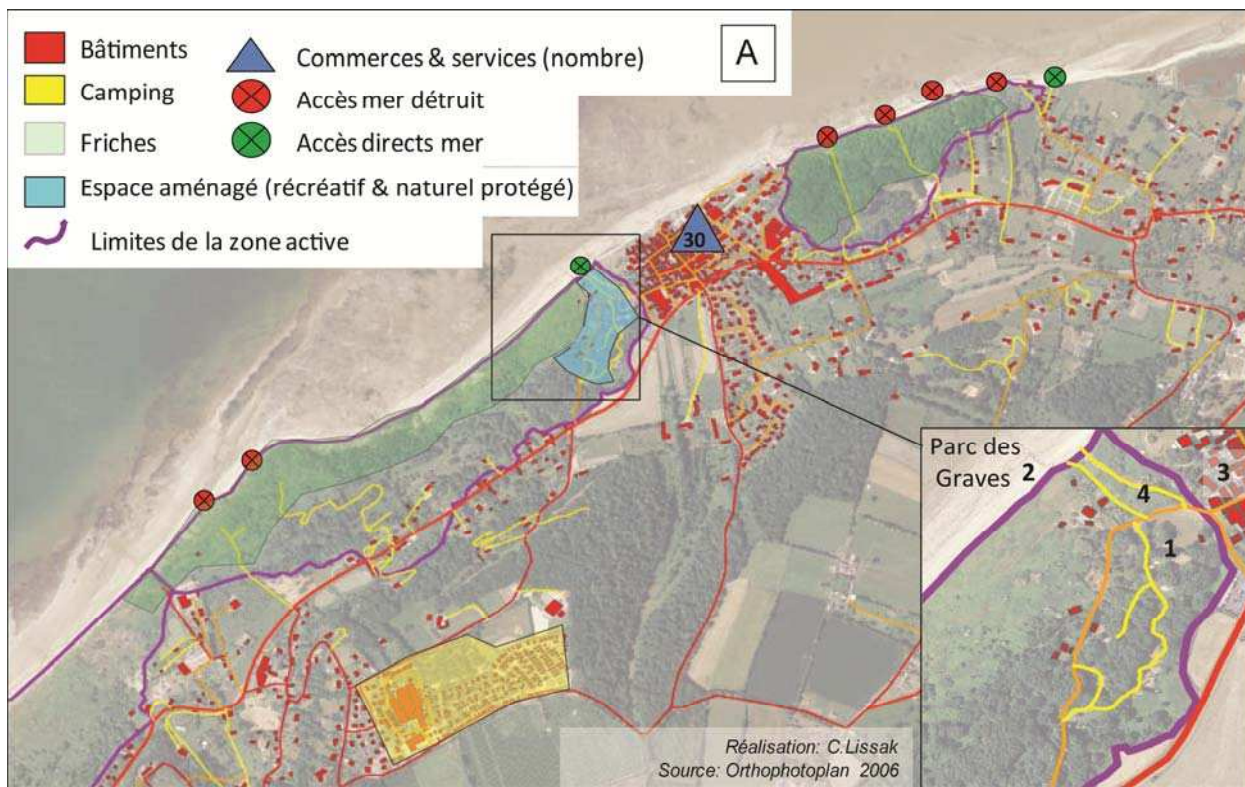 Bâtiments
Camping
Friches
Espace aménagé (récréatif & naturel protégé)
Limites de la zone active
Commerces & services (nombre)
Accès mer détruit
Accès directs mer
A
30
Parc des
Graves
2
3
4
1
Réalisation: C.Lissak
Source: Orthophotoplan 2006